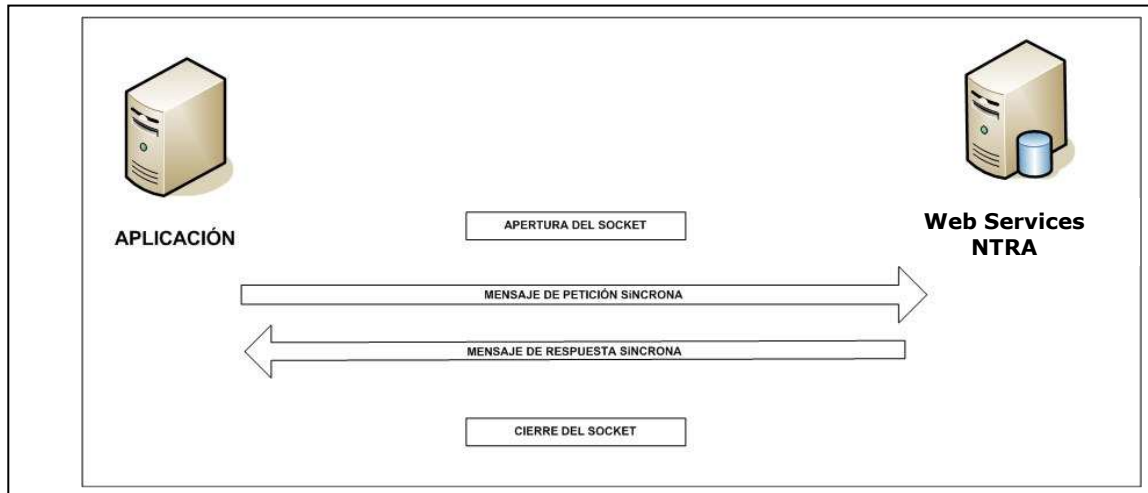 APLICACIÓN
APERTURA DEL SOCKET
Web Services
NTRA
MENSAJE DE PETICIÓN SíNCRONA
MENSAJE DE RESPUESTA SíNCRONA
CIERRE DEL SOCKET